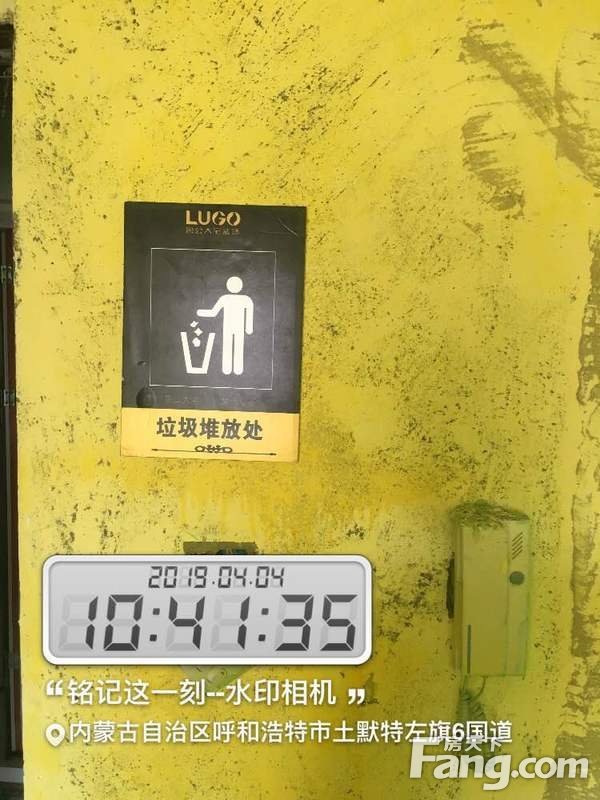 LUGO
垃圾堆放处
2019.04.04
10:41:35
“铭记这一刻--水印相机 ”
内蒙古自治区呼和浩特市土默特左旗6国道
房天下
Fang.com